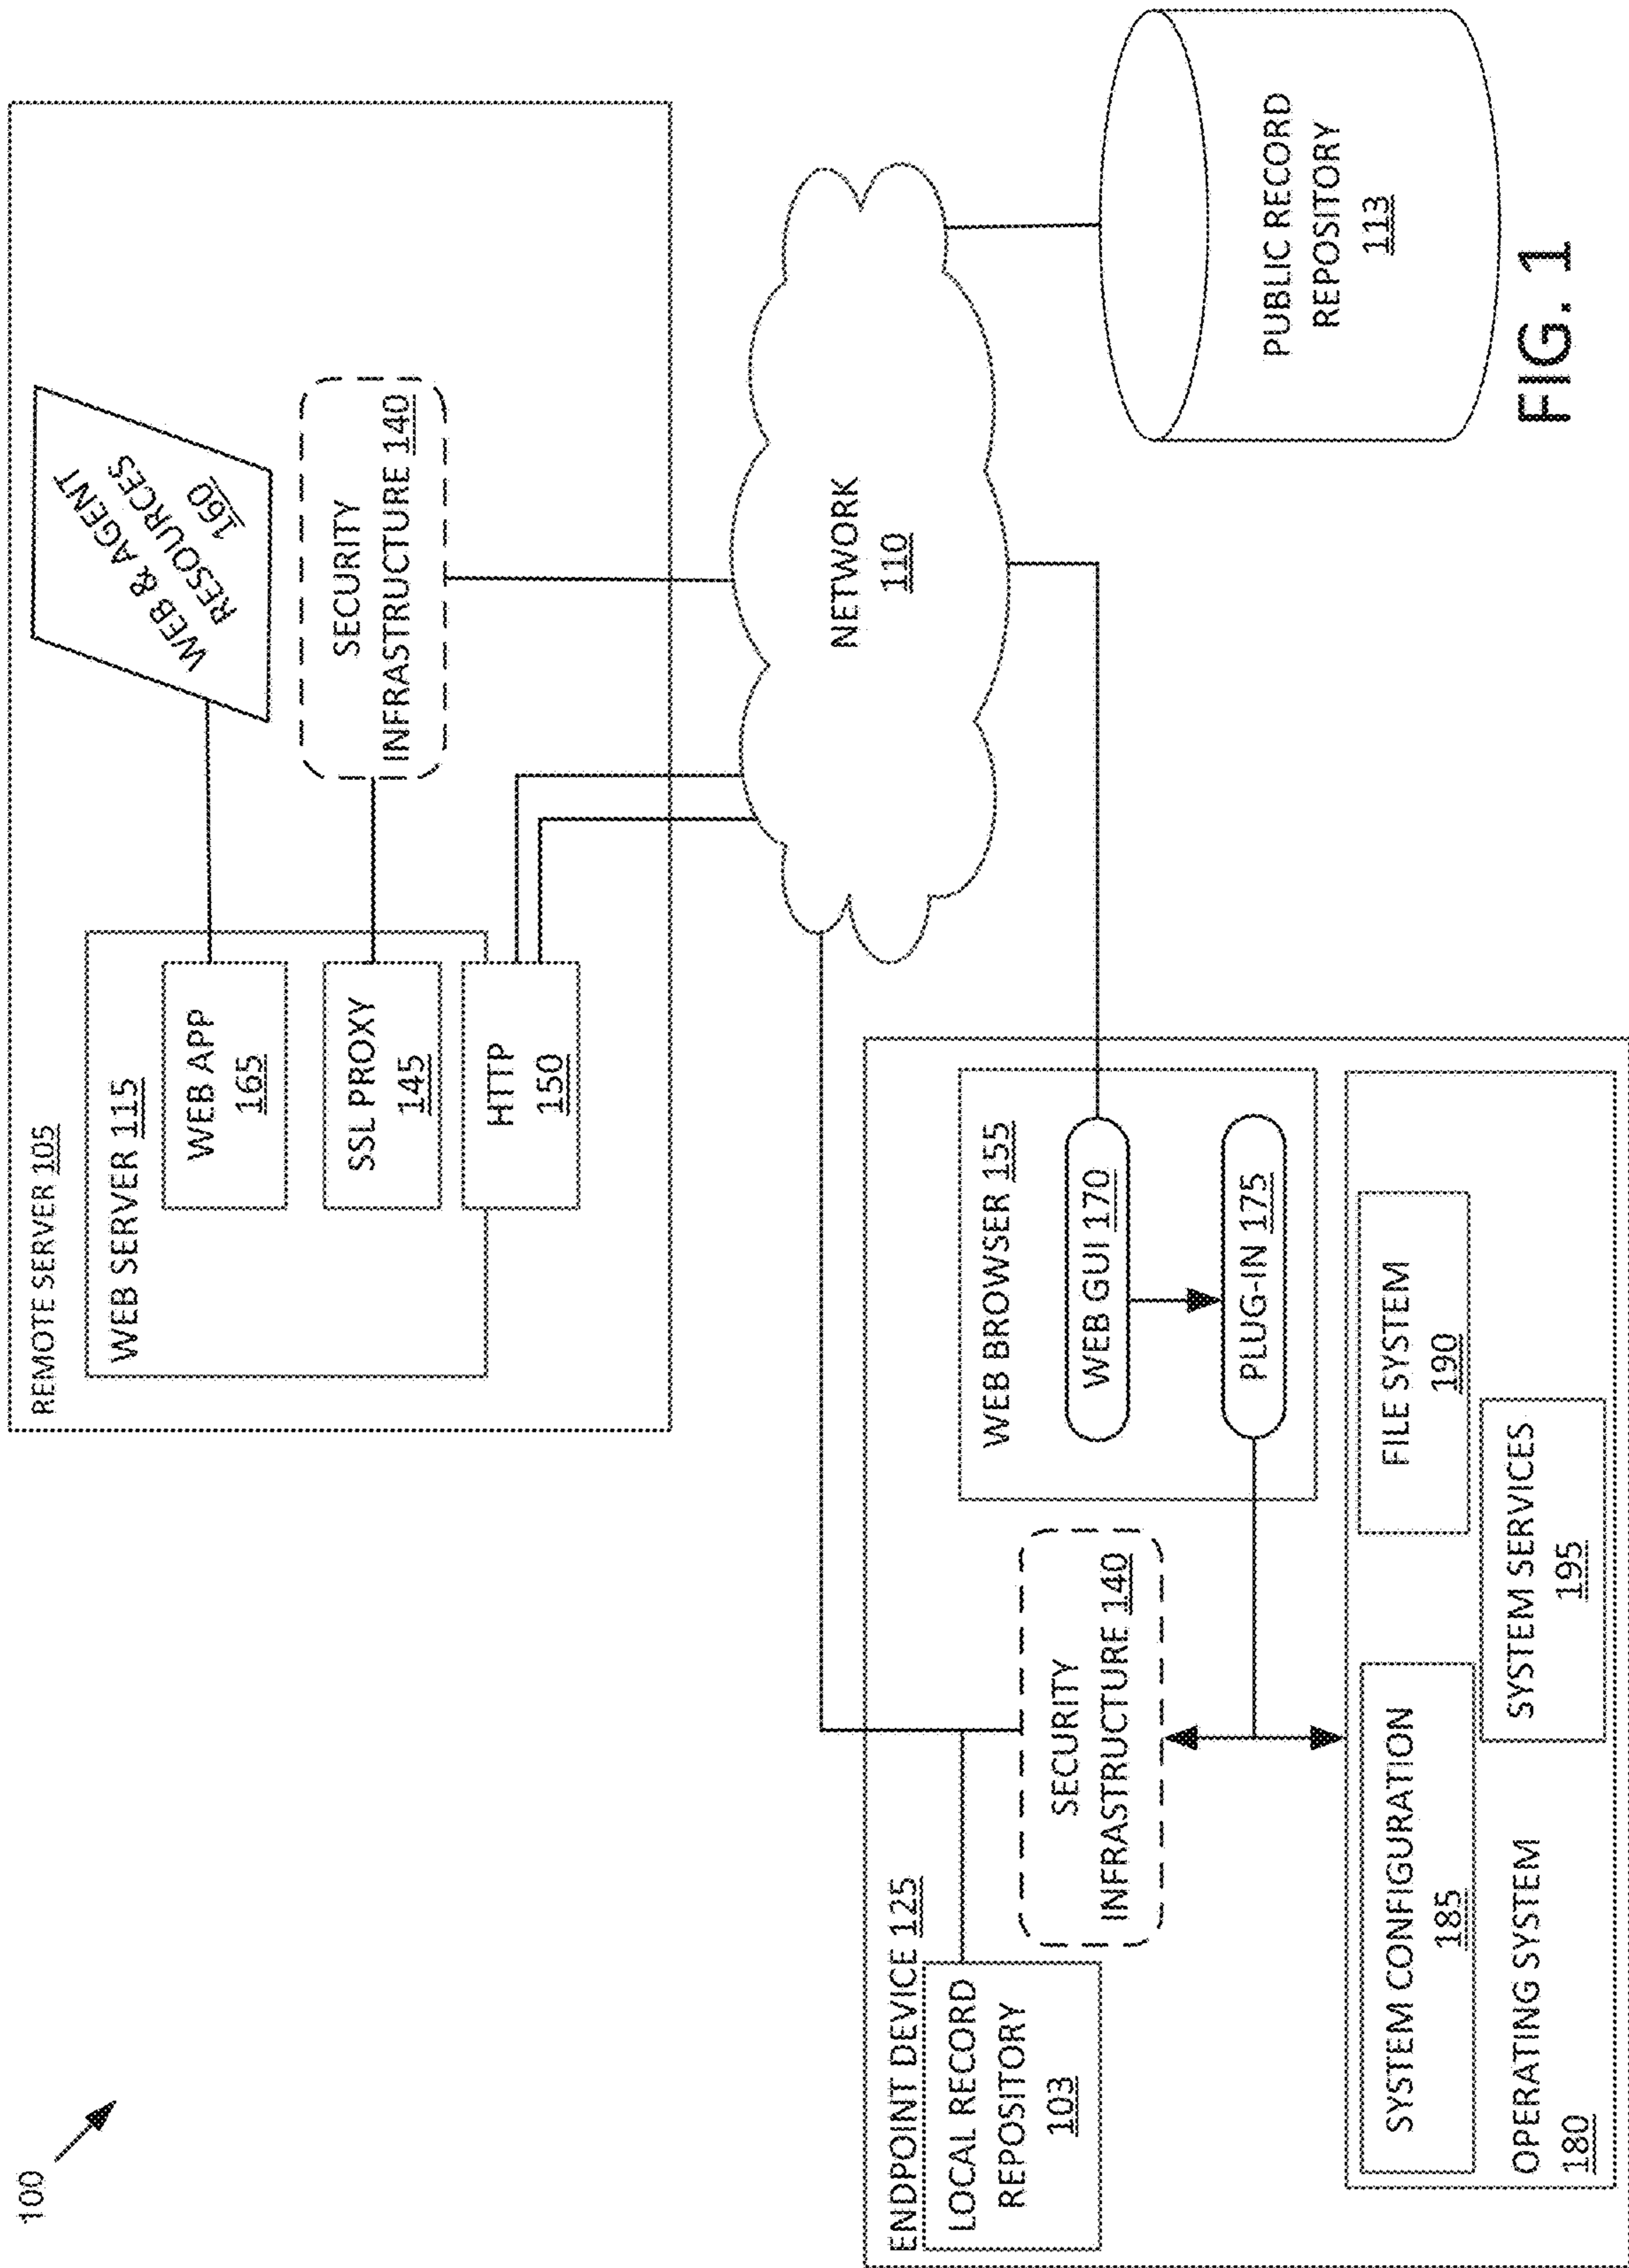 100
REMOTE SERVER 105
WEB SERVER 115
WEB APP
165
SSL PROXY
145
HTTP
150
WEB & AGENT
RESOURCES
160
SECURITY
INFRASTRUCTURE 140
NETWORK
110
PUBLIC RECORD
REPOSITORY
113
ENDPOINT DEVICE 125
LOCAL RECORD
REPOSITORY
103
SECURITY
INFRASTRUCTURE 140
WEB BROWSER 155
WEB GUI 170
PLUG-IN 175
SYSTEM CONFIGURATION
185
FILE SYSTEM
190
SYSTEM SERVICES
195
OPERATING SYSTEM
180
FIG. 1